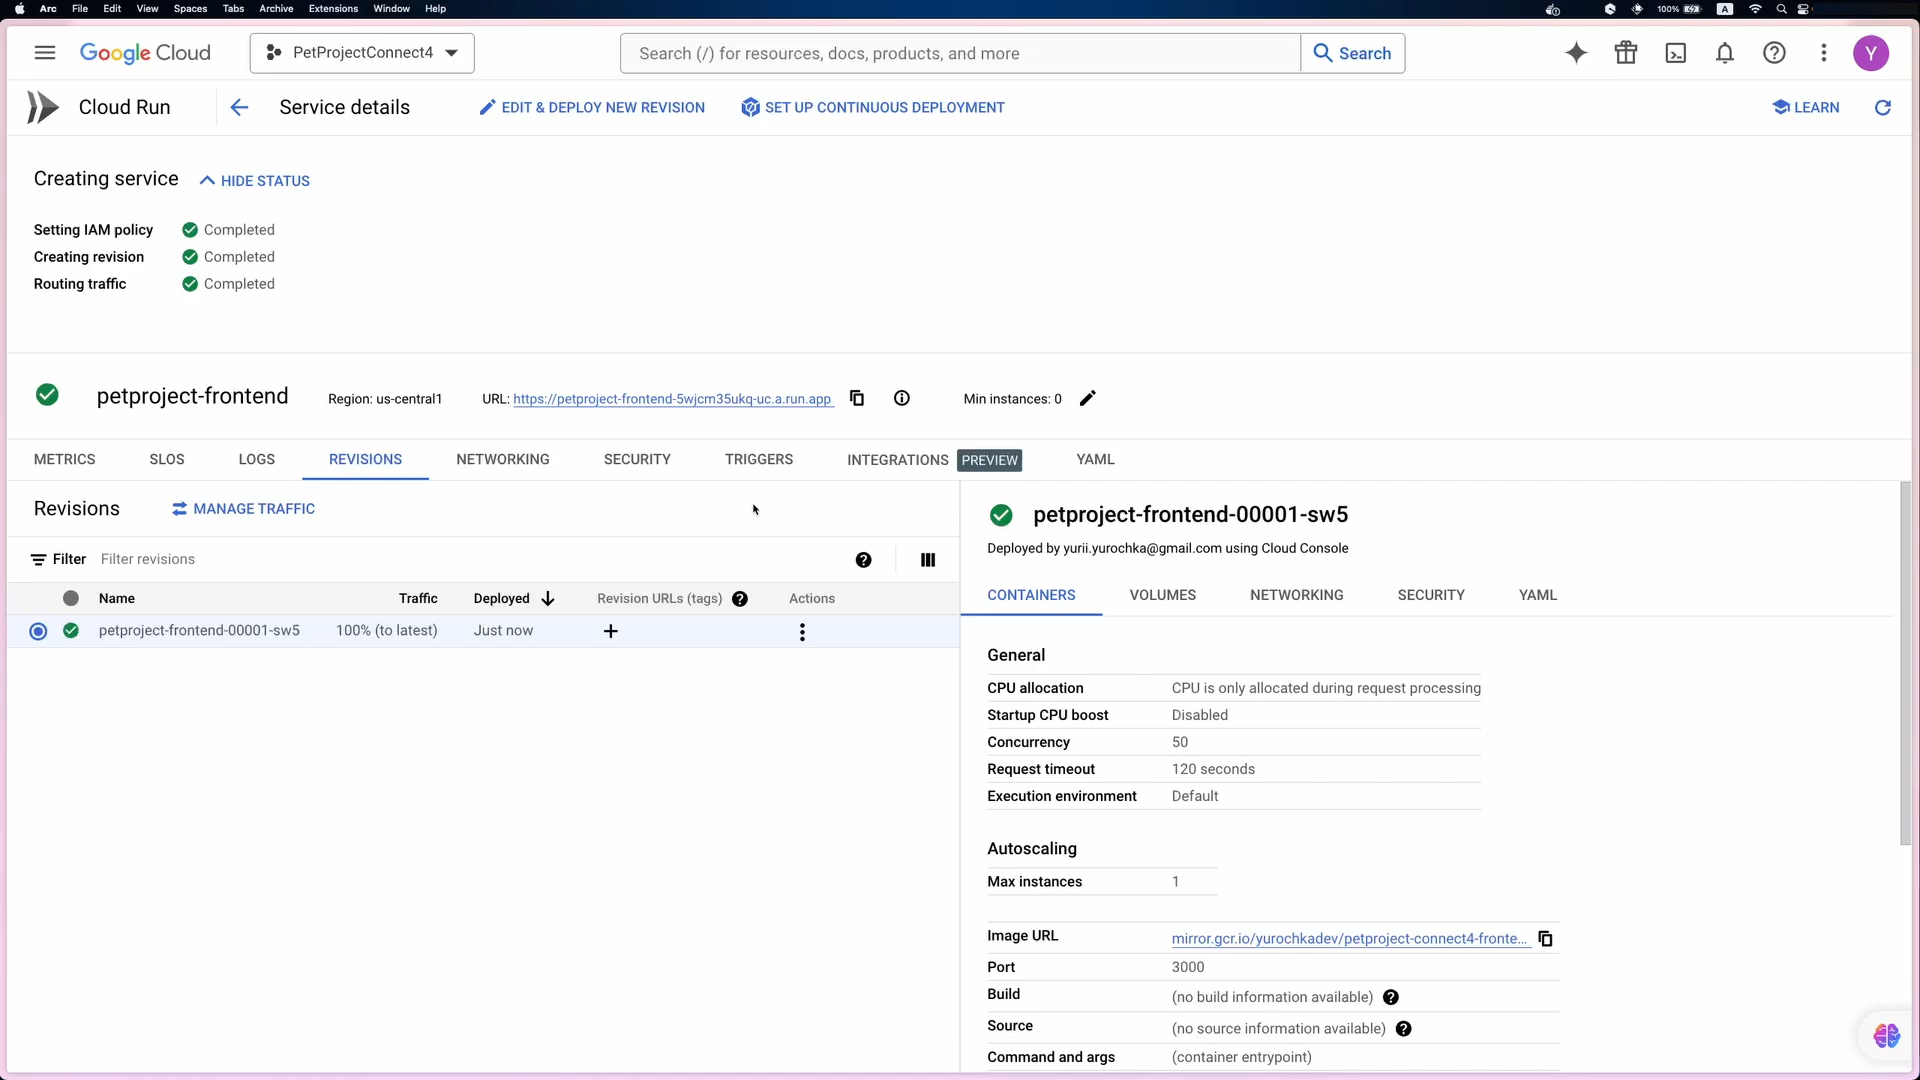 Arc File Edit View Spaces Tabs Archive Extensions Window Help 100% A
Google Cloud PetProjectConnect4 Search (/) for resources, docs, products, and more Search Y
Cloud Run Service details EDIT & DEPLOY NEW REVISION SET UP CONTINUOUS DEPLOYMENT LEARN
Creating service HIDE STATUS
Setting IAM policy Completed
Creating revision Completed
Routing traffic Completed
petproject-frontend Region: us-central1 URL: https://petproject-frontend-5wjcm35ukq-uc.a.run.app Min instances: 0
METRICS SLOS LOGS REVISIONS NETWORKING SECURITY TRIGGERS INTEGRATIONS PREVIEW YAML
Revisions MANAGE TRAFFIC
Filter Filter revisions
Name Traffic Deployed Revision URLs (tags) Actions
petproject-frontend-00001-sw5 100% (to latest) Just now
petproject-frontend-00001-sw5
Deployed by yurii.yurochka@gmail.com using Cloud Console
CONTAINERS VOLUMES NETWORKING SECURITY YAML
General
CPU allocation CPU is only allocated during request processing
Startup CPU boost Disabled
Concurrency 50
Request timeout 120 seconds
Execution environment Default
Autoscaling
Max instances 1
Image URL mirror.gcr.io/yurochkadev/petproject-connect4-fronte...
Port 3000
Build (no build information available)
Source (no source information available)
Command and args (container entrypoint)